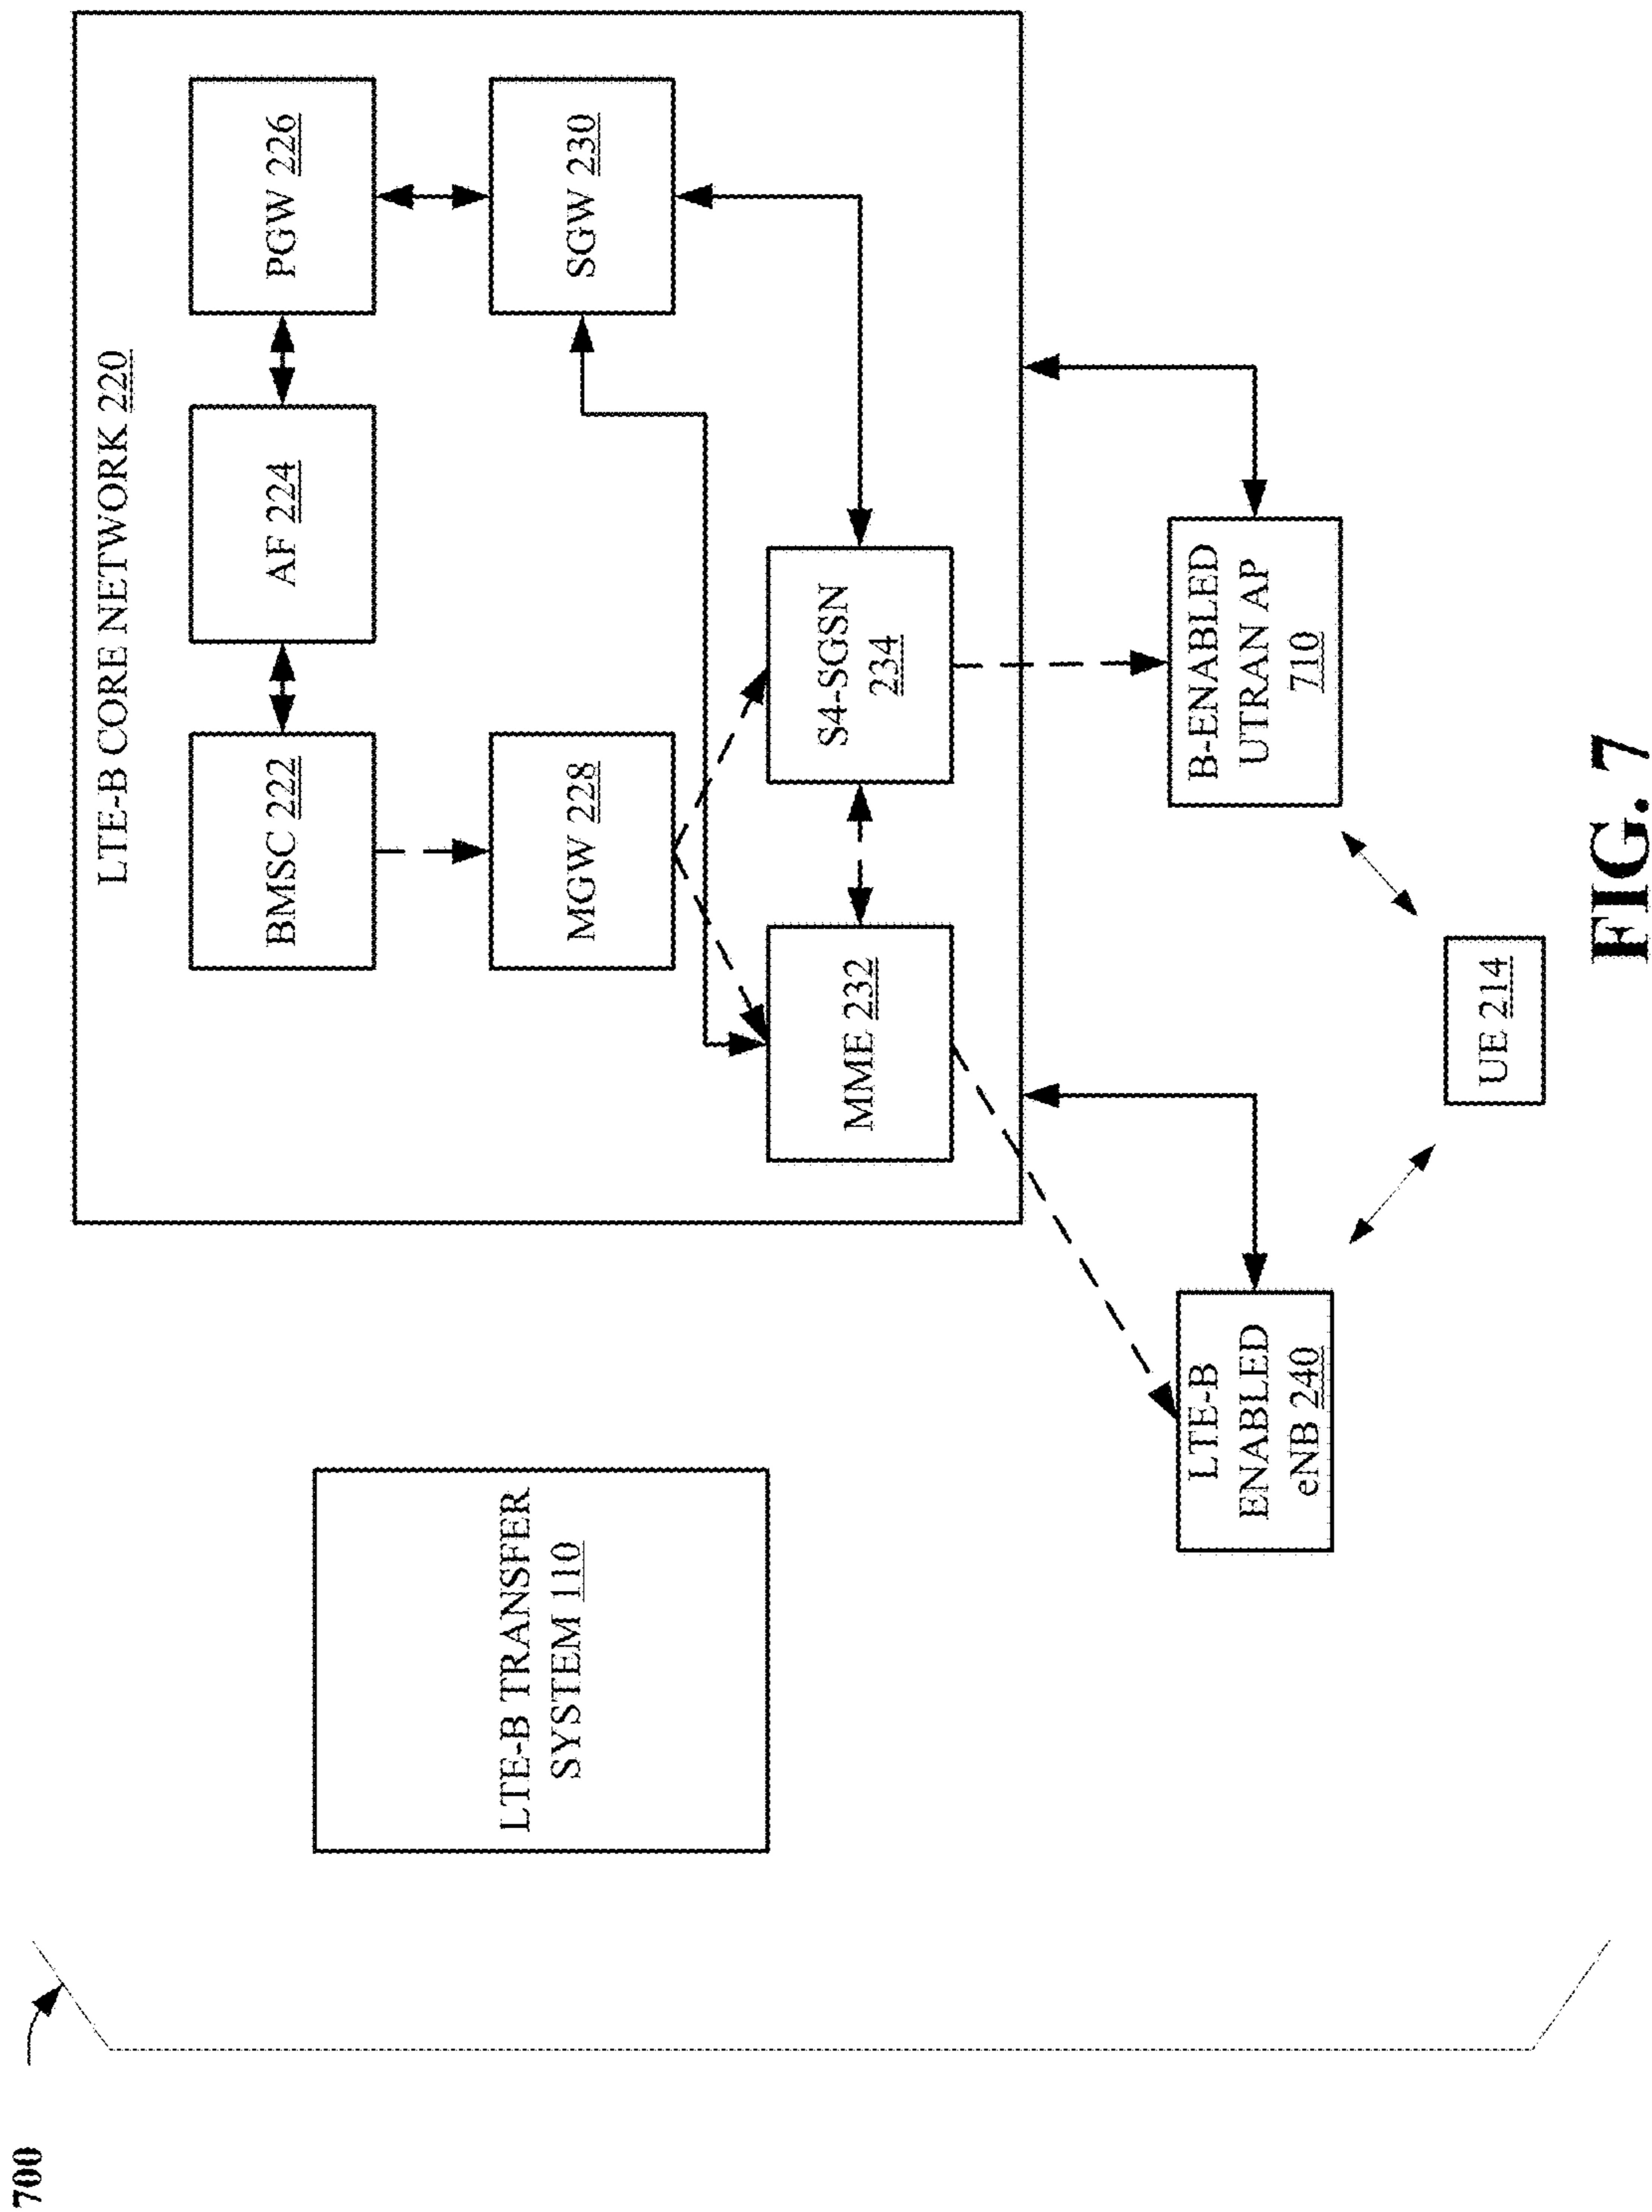 700
LTE-B CORE NETWORK 220
BMSC 222
AF 224
PGW 226
MGW 228
SGW 230
LTE-B TRANSFER
SYSTEM 110
MME 232
S4-SGSN
234
LTE-B
ENABLED
eNB 240
B-ENABLED
UTRAN AP
710
UE 214
FIG. 7